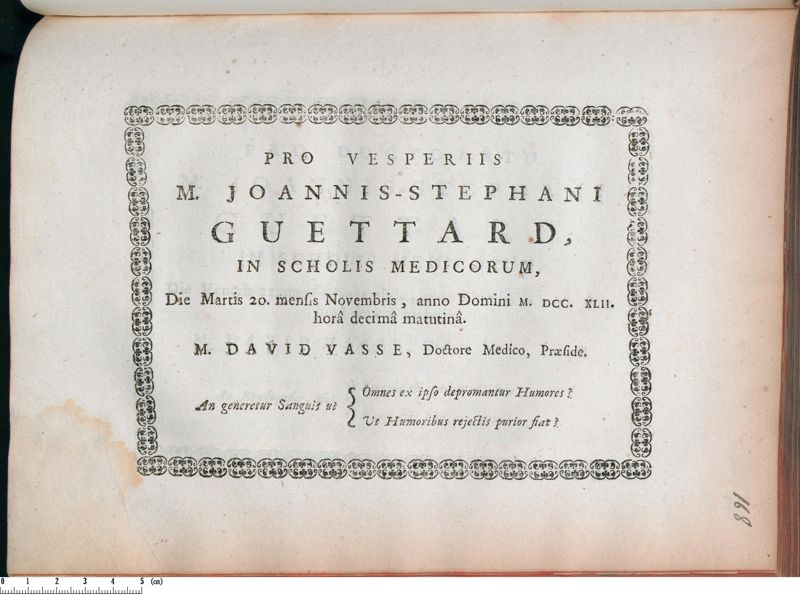 PRO VESPERIIS
M. JOANNIS-STEPHANI
GUETTARD,
IN SCHOLIS MEDICORUM,
Die Martis 20. mensis Novembris, anno Domini M. DCC. XLII.
horâ decimâ matutinâ.
M. DAVID VASSE, Doctore Medico, Præside.
An generetur Sanguis ut { Omnes ex ipso depromantur Humores?
Ut Humoribus rejectis purior fiat?
168
0 1 2 3 4 5 (cm)